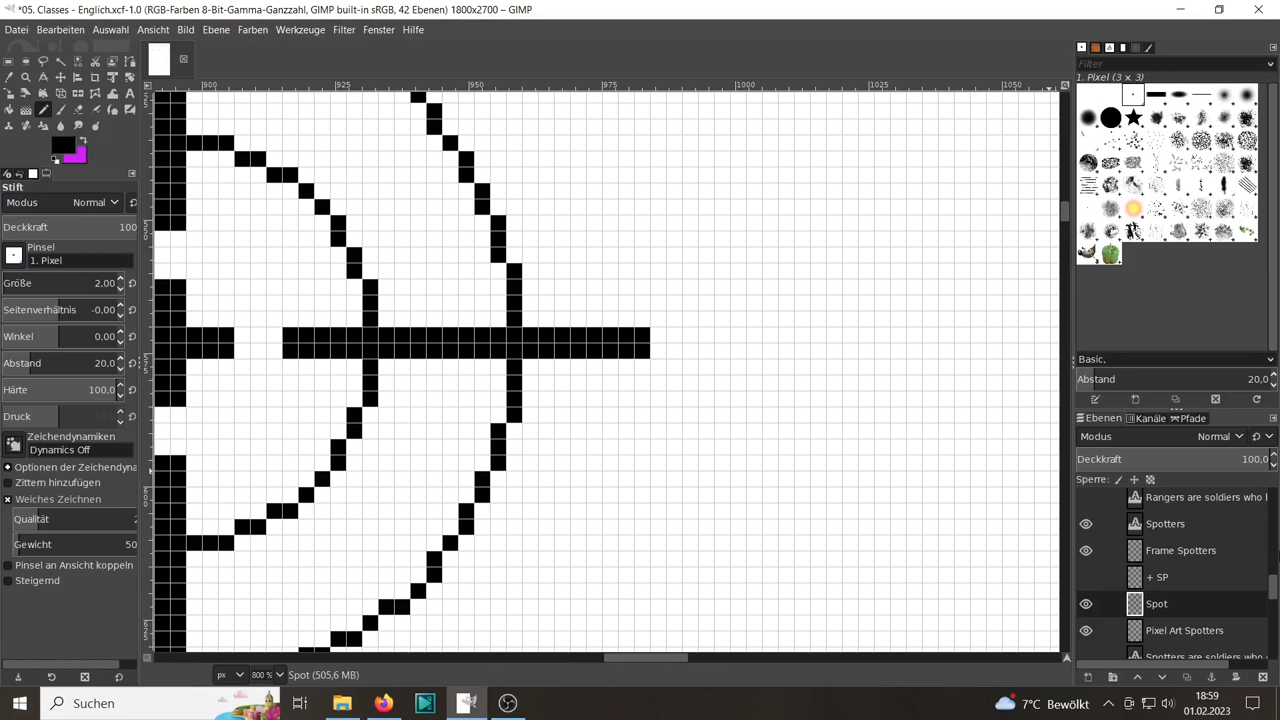 *05. Classes - Englich.xcf-1.0 (RGB-Farben 8-Bit-Gamma-Ganzzahl, GIMP built-in sRGB, 42 Ebenen) 1800x2700 – GIMP
Datei Bearbeiten Auswahl Ansicht Bild Ebene Farben Werkzeuge Filter Fenster Hilfe
Filter
1. Pixel (3 × 3)
900 925 950 975 1000 1025 1050
Stift
Modus Normal
Deckkraft 100
Pinsel
1. Pixel
Größe 2,00
Seitenverhältnis -0,00
Winkel 0,00
Abstand 20,0
Härte 100,0
Druck
Zeichendynamiken
Dynamics Off
Optionen der Zeichendyna
Zittern hinzufügen
Weiches Zeichnen
Qualität 2
Gewicht 50
Pinsel an Ansicht koppeln
Steigernd
Basic,
Abstand 20,0
Ebenen Kanäle Pfade
Modus Normal
Deckkraft 100,0
Sperre:
Rangers are soldiers who
Spotters
Frame Spotters
+ SP
Spot
Pixel Art Spotters
Spotters are soldiers who
px 800 % Spot (505,6 MB)
Suchen
7°C Bewölkt
18:59
01.02.2023